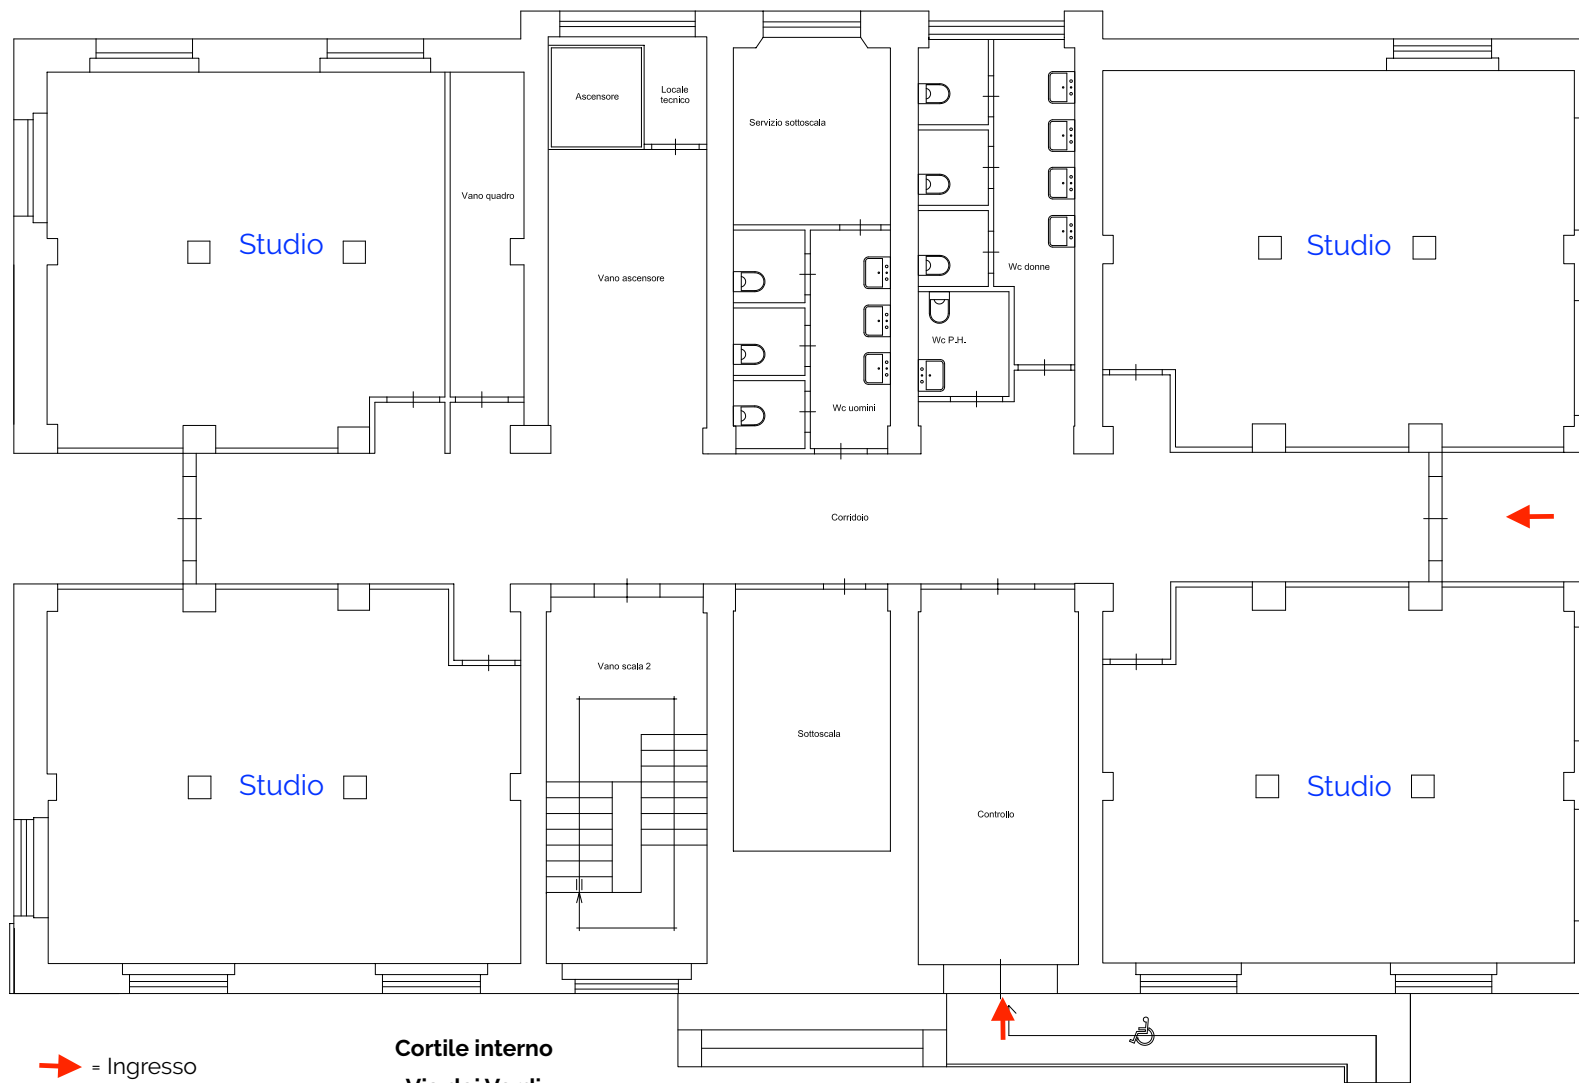 Ascensore
Locale
tecnico
Servizio sottoscala
Vano quadro
Studio
Studio
Vano ascensore
Wc donne
Wc P.H.
Wc uomini
Corridoio
Vano scala 2
Sottoscala
Studio
Studio
Controllo
= Ingresso
Cortile interno